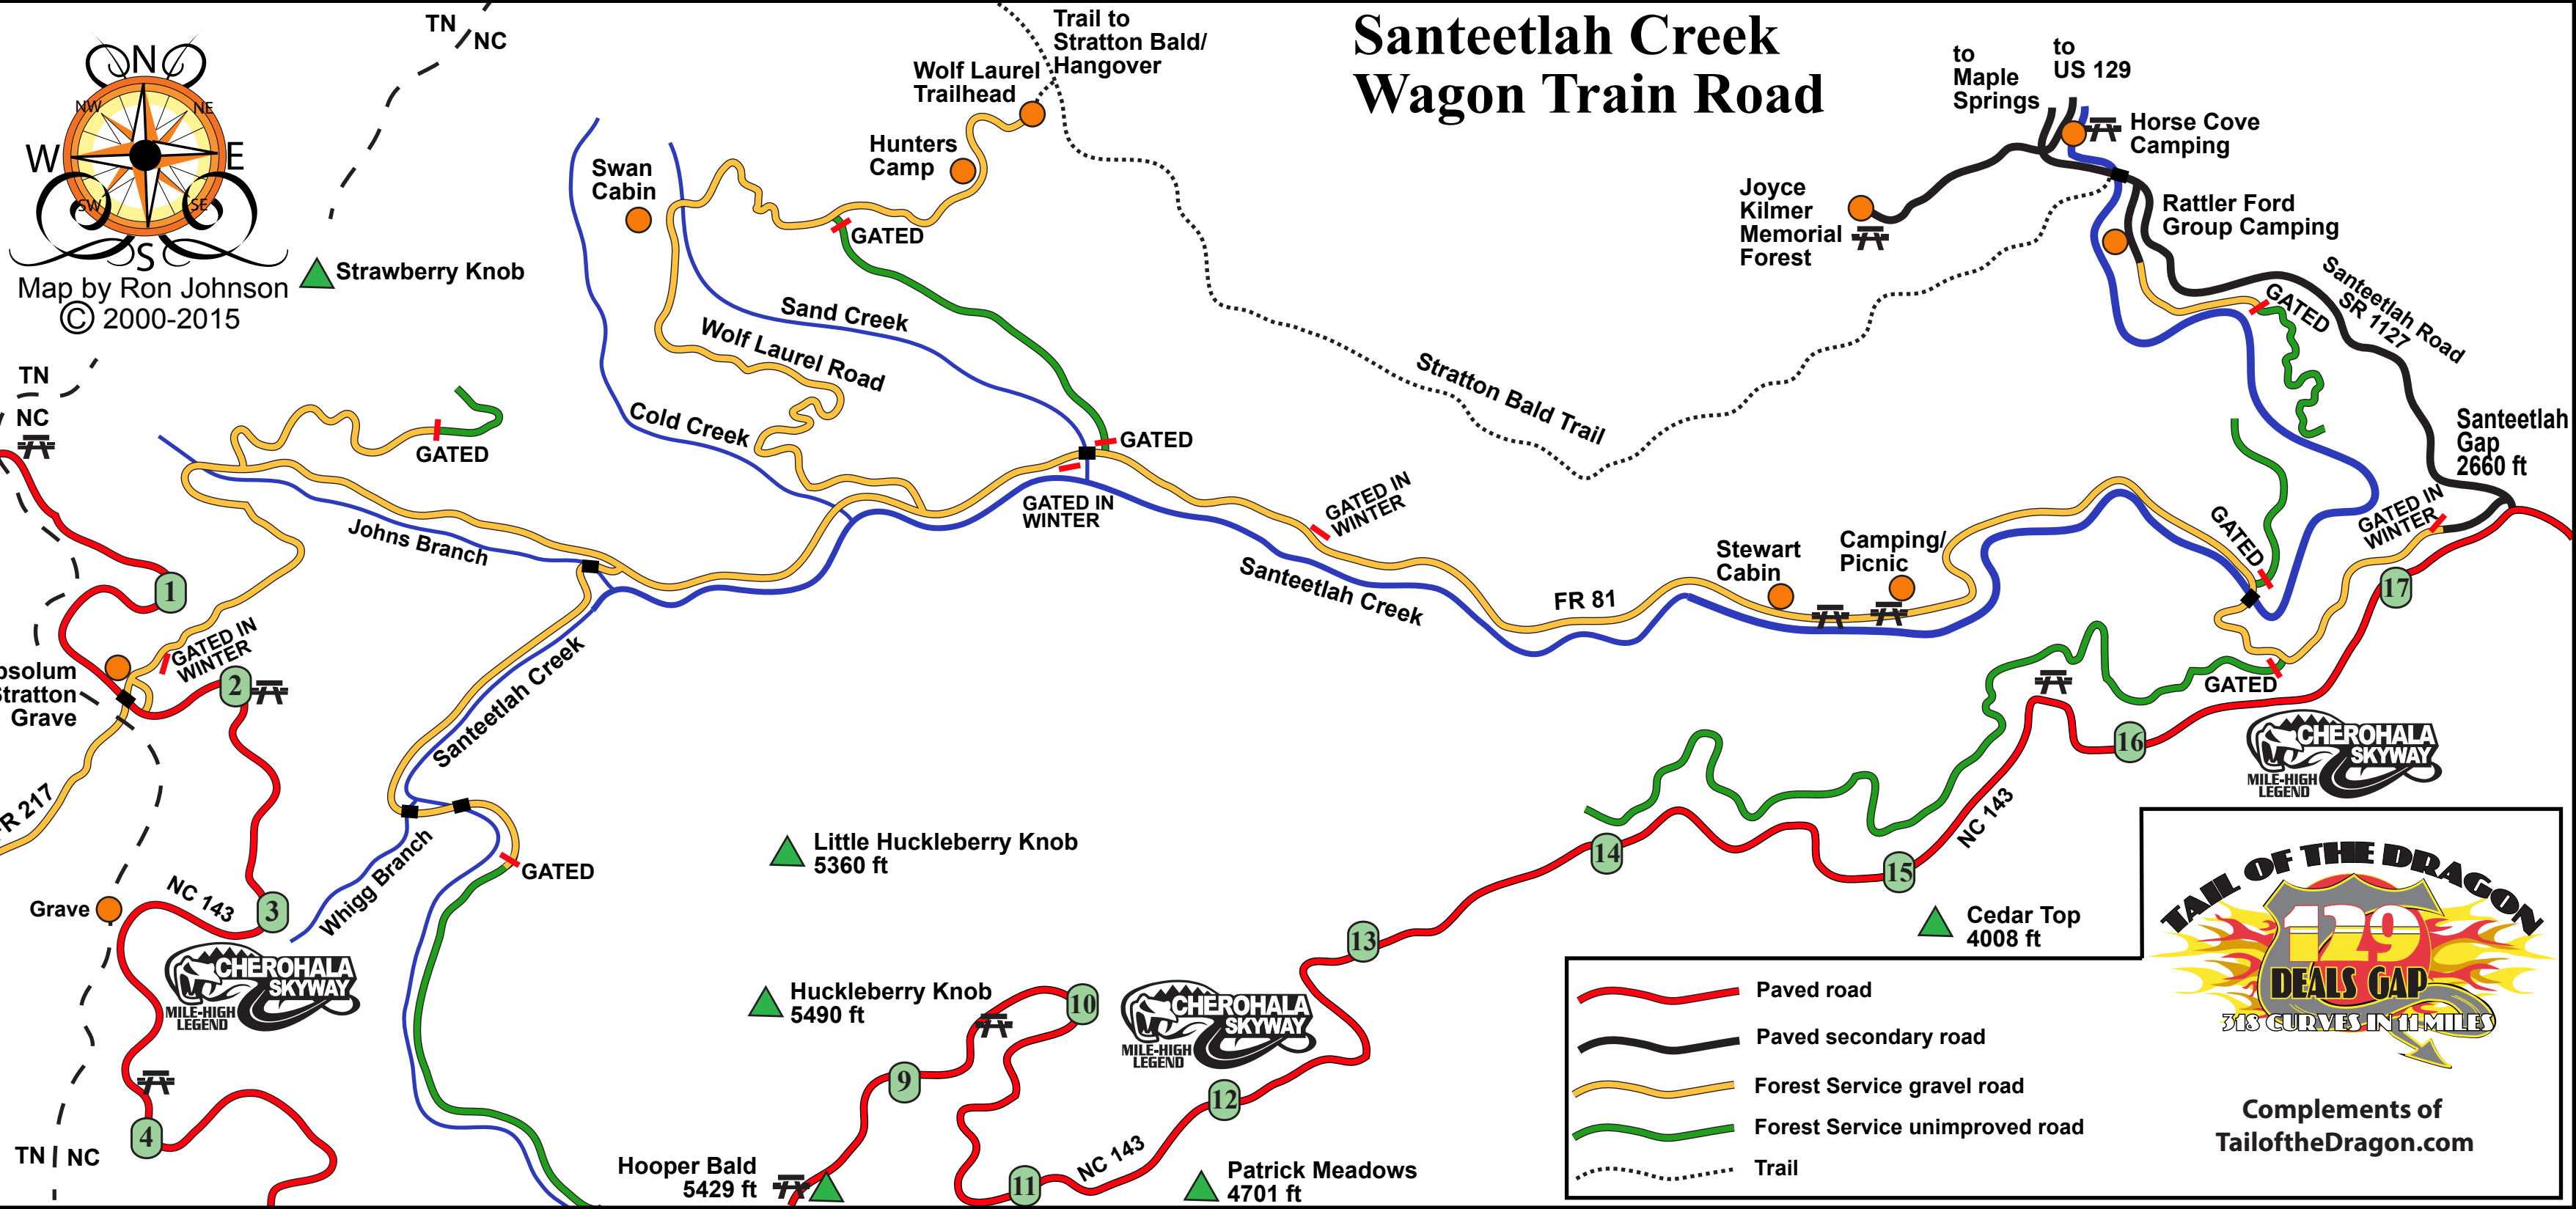 Santeetlah Creek
Wagon Train Road
N
NW
NE
W
E
SW
SE
S
Map by Ron Johnson
© 2000-2015
TN
NC
Trail to
Stratton Bald/
Hangover
Wolf Laurel
Trailhead
Hunters
Camp
Swan
Cabin
GATED
Strawberry Knob
Sand Creek
Wolf Laurel Road
Cold Creek
to
Maple
Springs
to
US 129
Horse Cove
Camping
Joyce
Kilmer
Memorial
Forest
Rattler Ford
Group Camping
GATED
Santeetlah Road
SR 1127
Stratton Bald Trail
Santeetlah
Gap
2660 ft
GATED IN
WINTER
17
TN
NC
GATED
GATED
GATED IN
WINTER
GATED IN
WINTER
Johns Branch
Santeetlah Creek
FR 81
Stewart
Cabin
Camping/
Picnic
GATED
GATED
16
1
GATED IN
WINTER
bsolum
Stratton
Grave
2
Santeetlah Creek
R 217
GATED
Whigg Branch
Grave
NC 143
3
CHEROHALA
SKYWAY
MILE-HIGH
LEGEND
4
TN
NC
Little Huckleberry Knob
5360 ft
Huckleberry Knob
5490 ft
10
9
Hooper Bald
5429 ft
11
NC 143
12
Patrick Meadows
4701 ft
CHEROHALA
SKYWAY
MILE-HIGH
LEGEND
13
14
15
NC 143
Cedar Top
4008 ft
CHEROHALA
SKYWAY
MILE-HIGH
LEGEND
Paved road
Paved secondary road
Forest Service gravel road
Forest Service unimproved road
Trail
TAIL OF THE DRAGON
129
DEALS GAP
318 CURVES IN 11 MILES
Complements of
TailoftheDragon.com